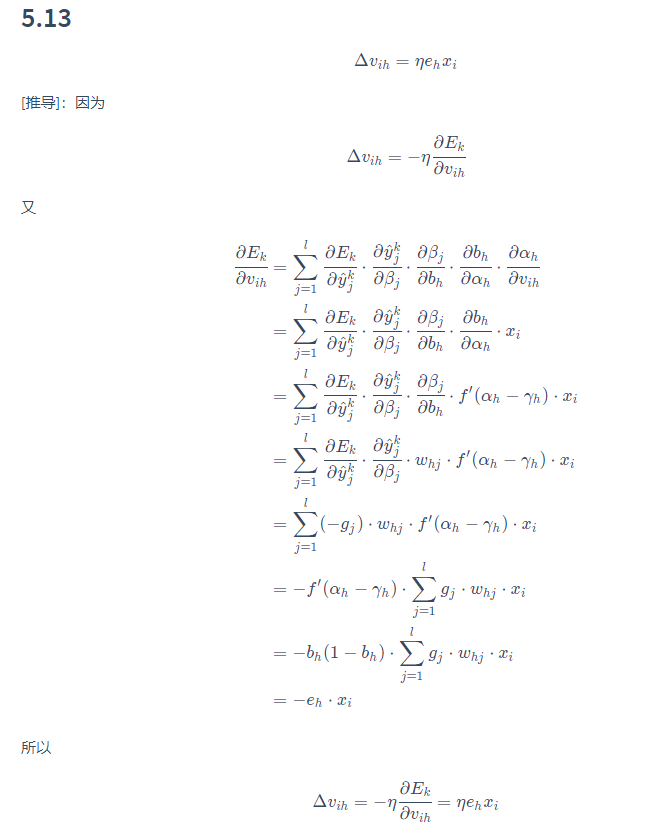 5.13
$$\Delta v_{ih} = \eta e_h x_i$$
[推导]：因为
$$\Delta v_{ih} = -\eta \frac{\partial E_k}{\partial v_{ih}}$$
又
$$\frac{\partial E_k}{\partial v_{ih}} = \sum_{j=1}^{l} \frac{\partial E_k}{\partial \hat{y}_j^k} \cdot \frac{\partial \hat{y}_j^k}{\partial \beta_j} \cdot \frac{\partial \beta_j}{\partial b_h} \cdot \frac{\partial b_h}{\partial \alpha_h} \cdot \frac{\partial \alpha_h}{\partial v_{ih}}$$
$$= \sum_{j=1}^{l} \frac{\partial E_k}{\partial \hat{y}_j^k} \cdot \frac{\partial \hat{y}_j^k}{\partial \beta_j} \cdot \frac{\partial \beta_j}{\partial b_h} \cdot \frac{\partial b_h}{\partial \alpha_h} \cdot x_i$$
$$= \sum_{j=1}^{l} \frac{\partial E_k}{\partial \hat{y}_j^k} \cdot \frac{\partial \hat{y}_j^k}{\partial \beta_j} \cdot \frac{\partial \beta_j}{\partial b_h} \cdot f'(\alpha_h - \gamma_h) \cdot x_i$$
$$= \sum_{j=1}^{l} \frac{\partial E_k}{\partial \hat{y}_j^k} \cdot \frac{\partial \hat{y}_j^k}{\partial \beta_j} \cdot w_{hj} \cdot f'(\alpha_h - \gamma_h) \cdot x_i$$
$$= \sum_{j=1}^{l} (-g_j) \cdot w_{hj} \cdot f'(\alpha_h - \gamma_h) \cdot x_i$$
$$= -f'(\alpha_h - \gamma_h) \cdot \sum_{j=1}^{l} g_j \cdot w_{hj} \cdot x_i$$
$$= -b_h(1 - b_h) \cdot \sum_{j=1}^{l} g_j \cdot w_{hj} \cdot x_i$$
$$= -e_h \cdot x_i$$
所以
$$\Delta v_{ih} = -\eta \frac{\partial E_k}{\partial v_{ih}} = \eta e_h x_i$$